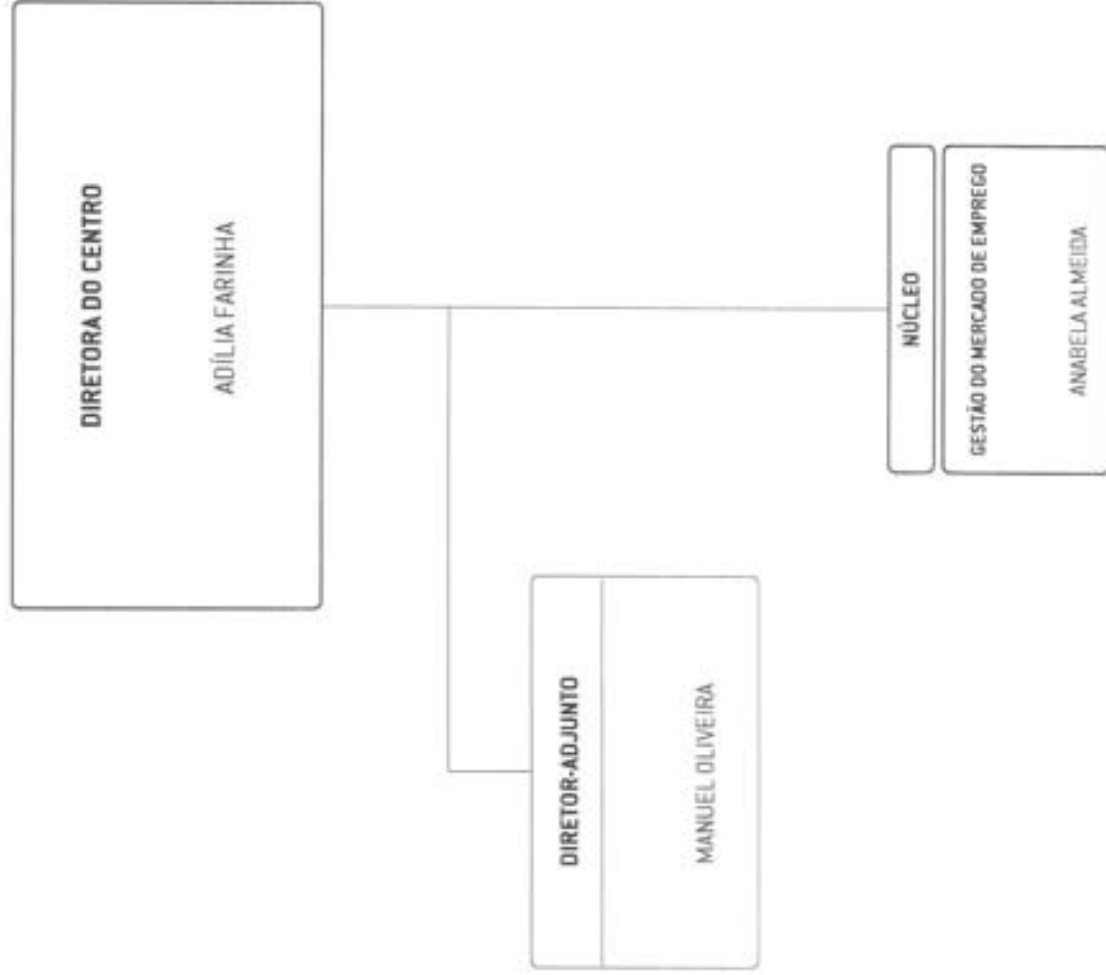 DIRETORA DO CENTRO
ADÍLIA FARINHA
DIRETOR-ADJUNTO
MANUEL OLIVEIRA
NÚCLEO
GESTÃO DO MERCADO DE EMPREGO
ANABELA ALMEIDA